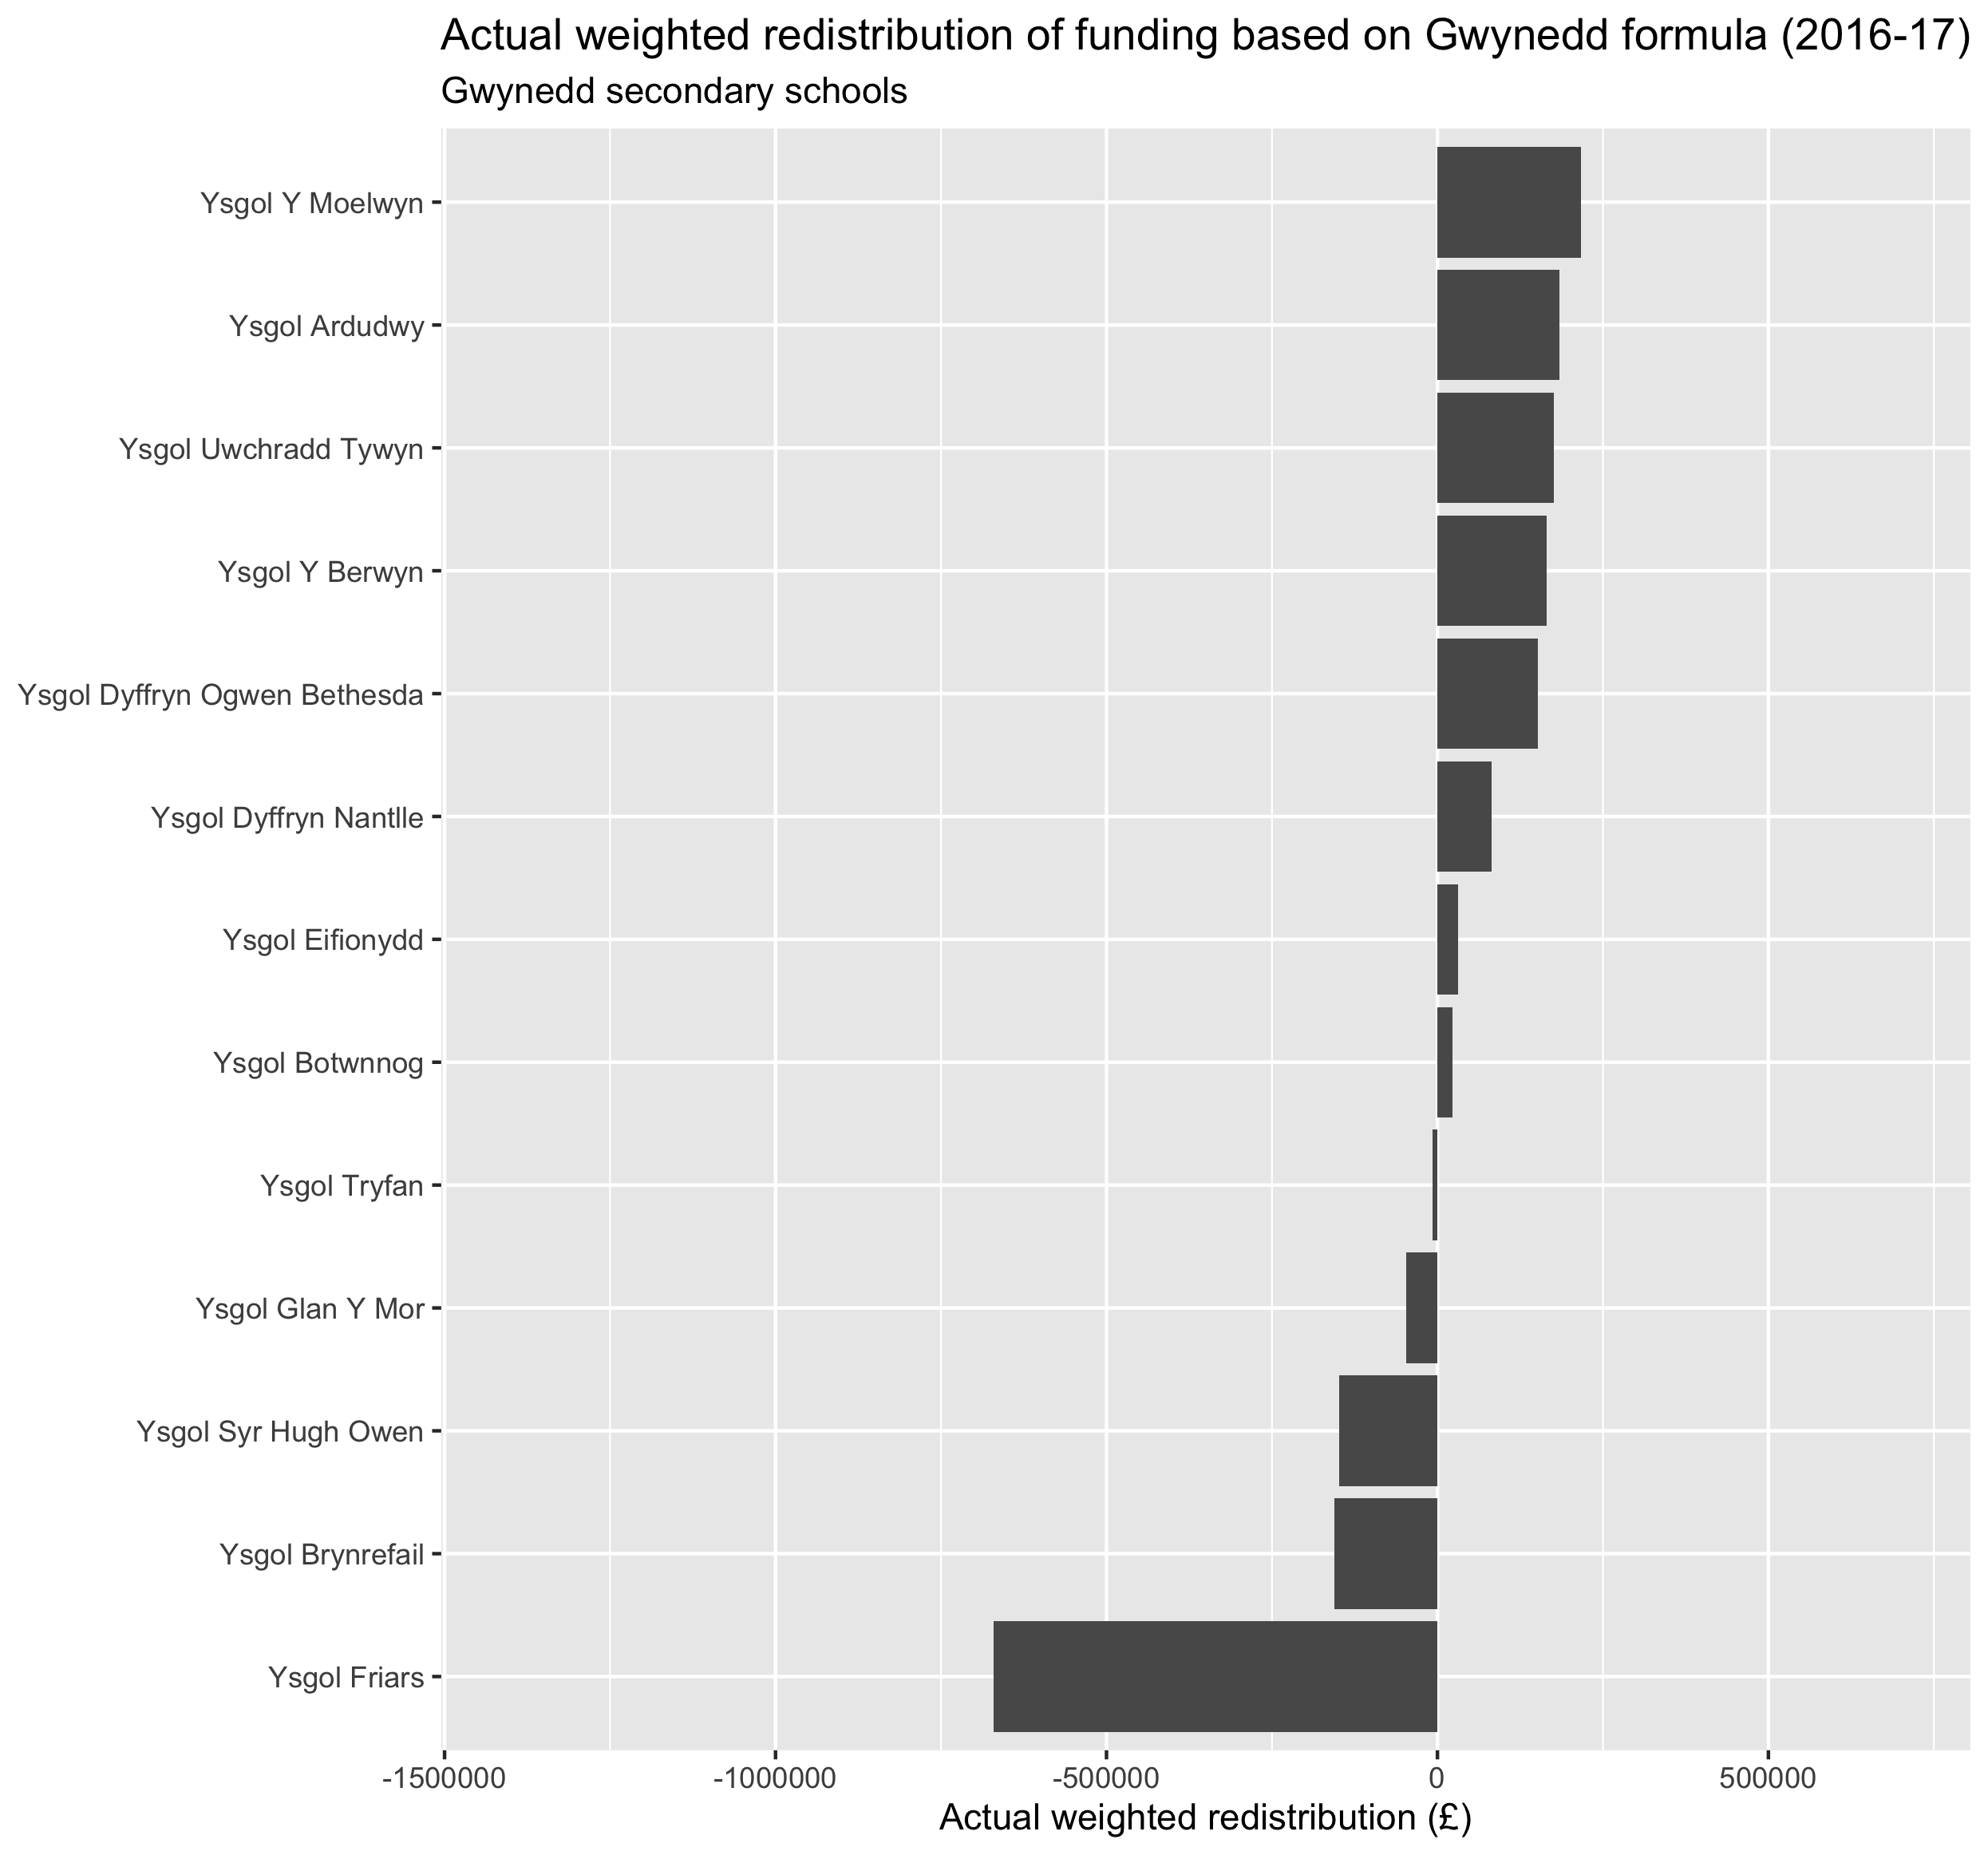 Actual weighted redistribution of funding based on Gwynedd formula (2016-17)
Gwynedd secondary schools
Ysgol Y Moelwyn
Ysgol Ardudwy
Ysgol Uwchradd Tywyn
Ysgol Y Berwyn
Ysgol Dyffryn Ogwen Bethesda
Ysgol Dyffryn Nantlle
Ysgol Eifionydd
Ysgol Botwnnog
Ysgol Tryfan
Ysgol Glan Y Mor
Ysgol Syr Hugh Owen
Ysgol Brynrefail
Ysgol Friars
-1500000 -1000000 -500000 0 500000
Actual weighted redistribution (£)